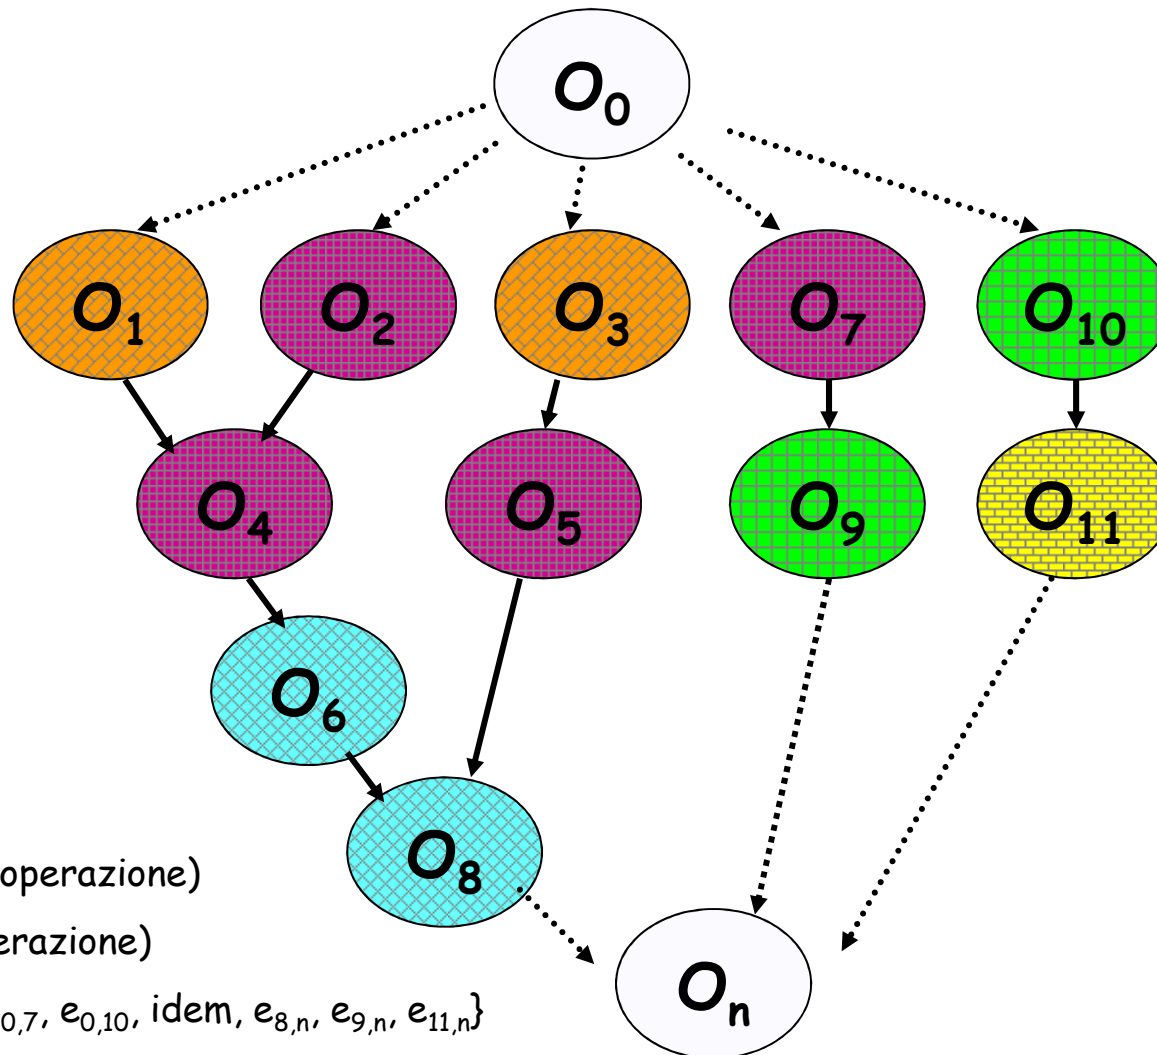 O0
O1 O2 O3 O7 O10
O4 O5 O9 O11
O6
O8
operazione)
erazione)
On
0,7, e0,10, idem, e8,n, e9,n, e11,n}